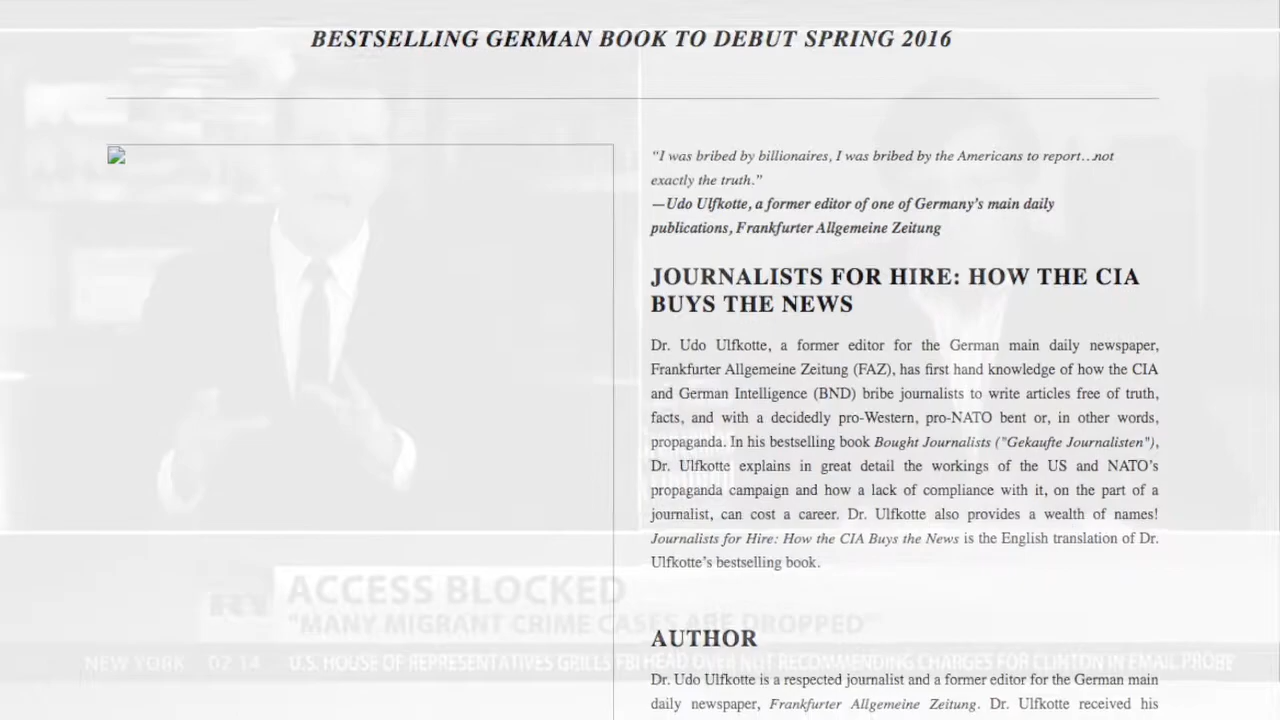 BESTSELLING GERMAN BOOK TO DEBUT SPRING 2016
“I was bribed by billionaires, I was bribed by the Americans to report…not
exactly the truth.”
—Udo Ulfkotte, a former editor of one of Germany’s main daily
publications, Frankfurter Allgemeine Zeitung
JOURNALISTS FOR HIRE: HOW THE CIA
BUYS THE NEWS
Dr. Udo Ulfkotte, a former editor for the German main daily newspaper,
Frankfurter Allgemeine Zeitung (FAZ), has first hand knowledge of how the CIA
and German Intelligence (BND) bribe journalists to write articles free of truth,
facts, and with a decidedly pro-Western, pro-NATO bent or, in other words,
propaganda. In his bestselling book Bought Journalists ("Gekaufte Journalisten"),
Dr. Ulfkotte explains in great detail the workings of the US and NATO’s
propaganda campaign and how a lack of compliance with it, on the part of a
journalist, can cost a career. Dr. Ulfkotte also provides a wealth of names!
Journalists for Hire: How the CIA Buys the News is the English translation of Dr.
Ulfkotte’s bestselling book.
RT
ACCESS BLOCKED
"MANY MIGRANT CRIME CASES ARE DROPPED"
AUTHOR
NEW YORK 02 14 U.S. HOUSE OF REPRESENTATIVES GRILLS FBI HEAD OVER NOT RECOMMENDING CHARGES FOR CLINTON IN EMAIL PROBE
Dr. Udo Ulfkotte is a respected journalist and a former editor for the German main
daily newspaper, Frankfurter Allgemeine Zeitung. Dr. Ulfkotte received his